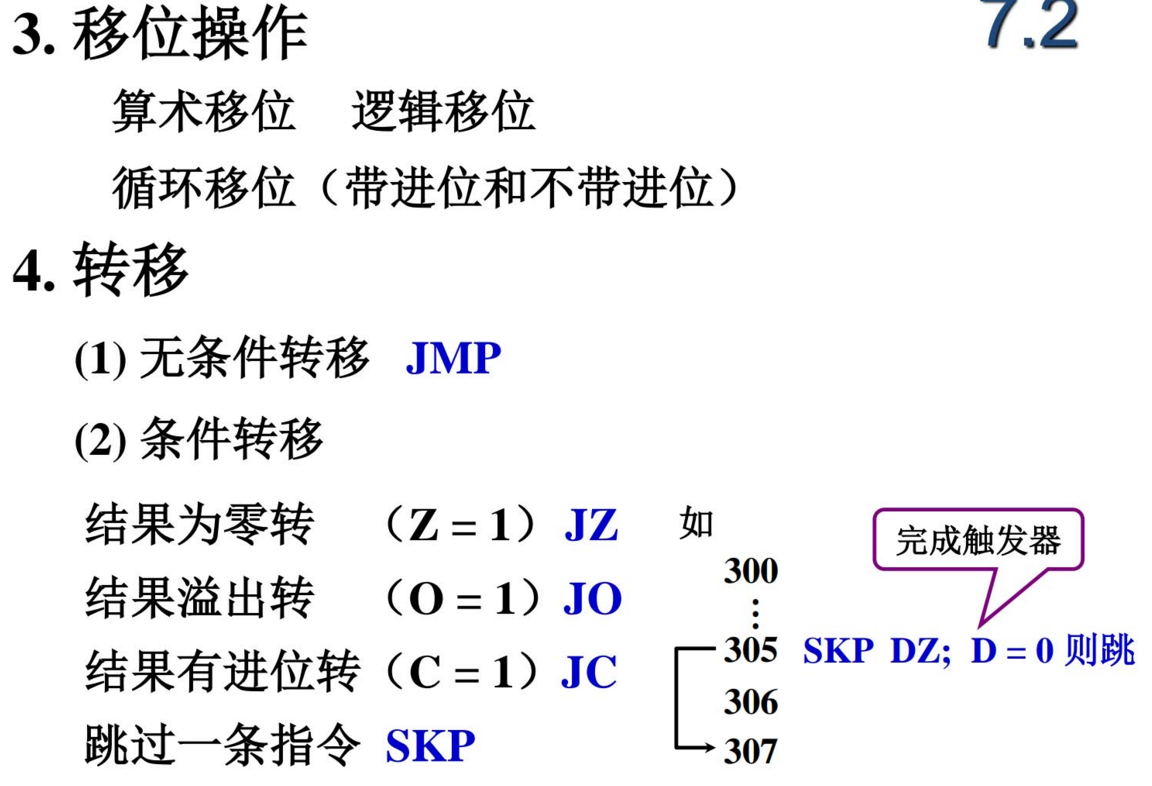 7.2
3. 移位操作
算术移位 逻辑移位
循环移位（带进位和不带进位）
4. 转移
(1) 无条件转移 JMP
(2) 条件转移
结果为零转 （Z = 1）JZ
结果溢出转 （O = 1）JO
结果有进位转（C = 1）JC
跳过一条指令 SKP
如
完成触发器
300
⋮
305 SKP DZ; D = 0 则跳
306
307